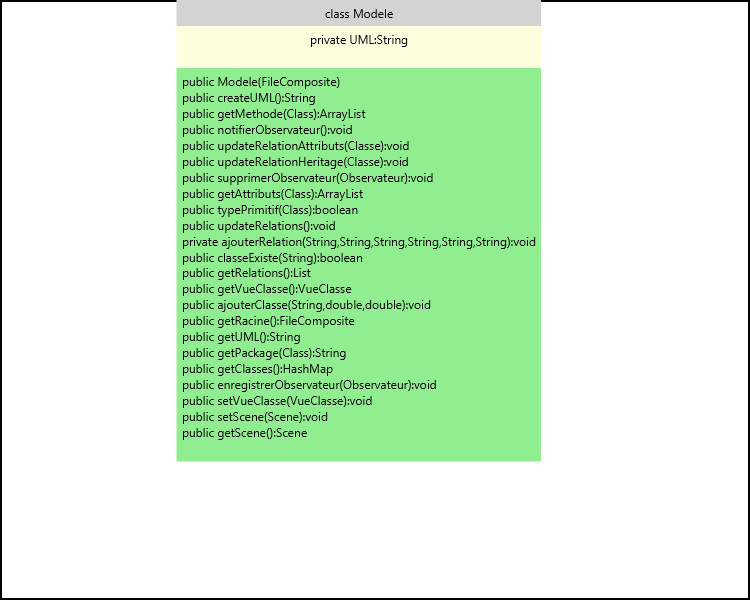 class Modele
private UML:String
public Modele(FileComposite)
public createUML():String
public getMethode(Class):ArrayList
public notifierObservateur():void
public updateRelationAttributs(Classe):void
public updateRelationHeritage(Classe):void
public supprimerObservateur(Observateur):void
public getAttributs(Class):ArrayList
public typePrimitif(Class):boolean
public updateRelations():void
private ajouterRelation(String,String,String,String,String,String):void
public classeExiste(String):boolean
public getRelations():List
public getVueClasse():VueClasse
public ajouterClasse(String,double,double):void
public getRacine():FileComposite
public getUML():String
public getPackage(Class):String
public getClasses():HashMap
public enregistrerObservateur(Observateur):void
public setVueClasse(VueClasse):void
public setScene(Scene):void
public getScene():Scene